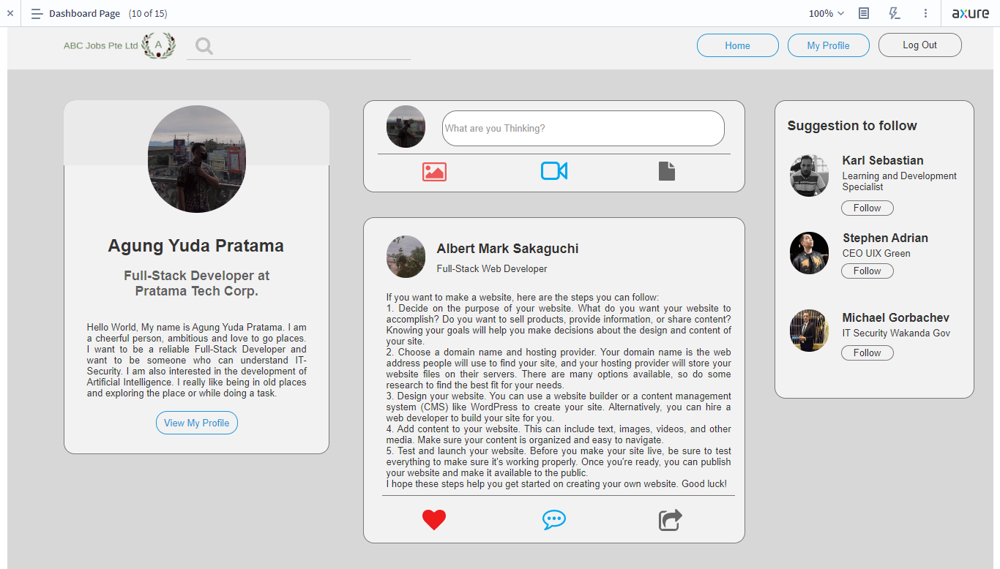 Dashboard Page (10 of 15)
100%
axure
ABC Jobs Pte Ltd
A
Home
My Profile
Log Out
Agung Yuda Pratama
Full-Stack Developer at
Pratama Tech Corp.
Hello World, My name is Agung Yuda Pratama. I am
a cheerful person, ambitious and love to go places.
I want to be a reliable Full-Stack Developer and
want to be someone who can understand IT-
Security. I am also interested in the development of
Artificial Intelligence. I really like being in old places
and exploring the place or while doing a task.
View My Profile
What are you Thinking?
Albert Mark Sakaguchi
Full-Stack Web Developer
If you want to make a website, here are the steps you can follow:
1. Decide on the purpose of your website. What do you want your website to
accomplish? Do you want to sell products, provide information, or share content?
Knowing your goals will help you make decisions about the design and content of
your site.
2. Choose a domain name and hosting provider. Your domain name is the web
address people will use to find your site, and your hosting provider will store your
website files on their servers. There are many options available, so do some
research to find the best fit for your needs.
3. Design your website. You can use a website builder or a content management
system (CMS) like WordPress to create your site. Alternatively, you can hire a
web developer to build your site for you.
4. Add content to your website. This can include text, images, videos, and other
media. Make sure your content is organized and easy to navigate.
5. Test and launch your website. Before you make your site live, be sure to test
everything to make sure it's working properly. Once you're ready, you can publish
your website and make it available to the public.
I hope these steps help you get started on creating your own website. Good luck!
Suggestion to follow
Karl Sebastian
Learning and Development
Specialist
Follow
Stephen Adrian
CEO UIX Green
Follow
Michael Gorbachev
IT Security Wakanda Gov
Follow